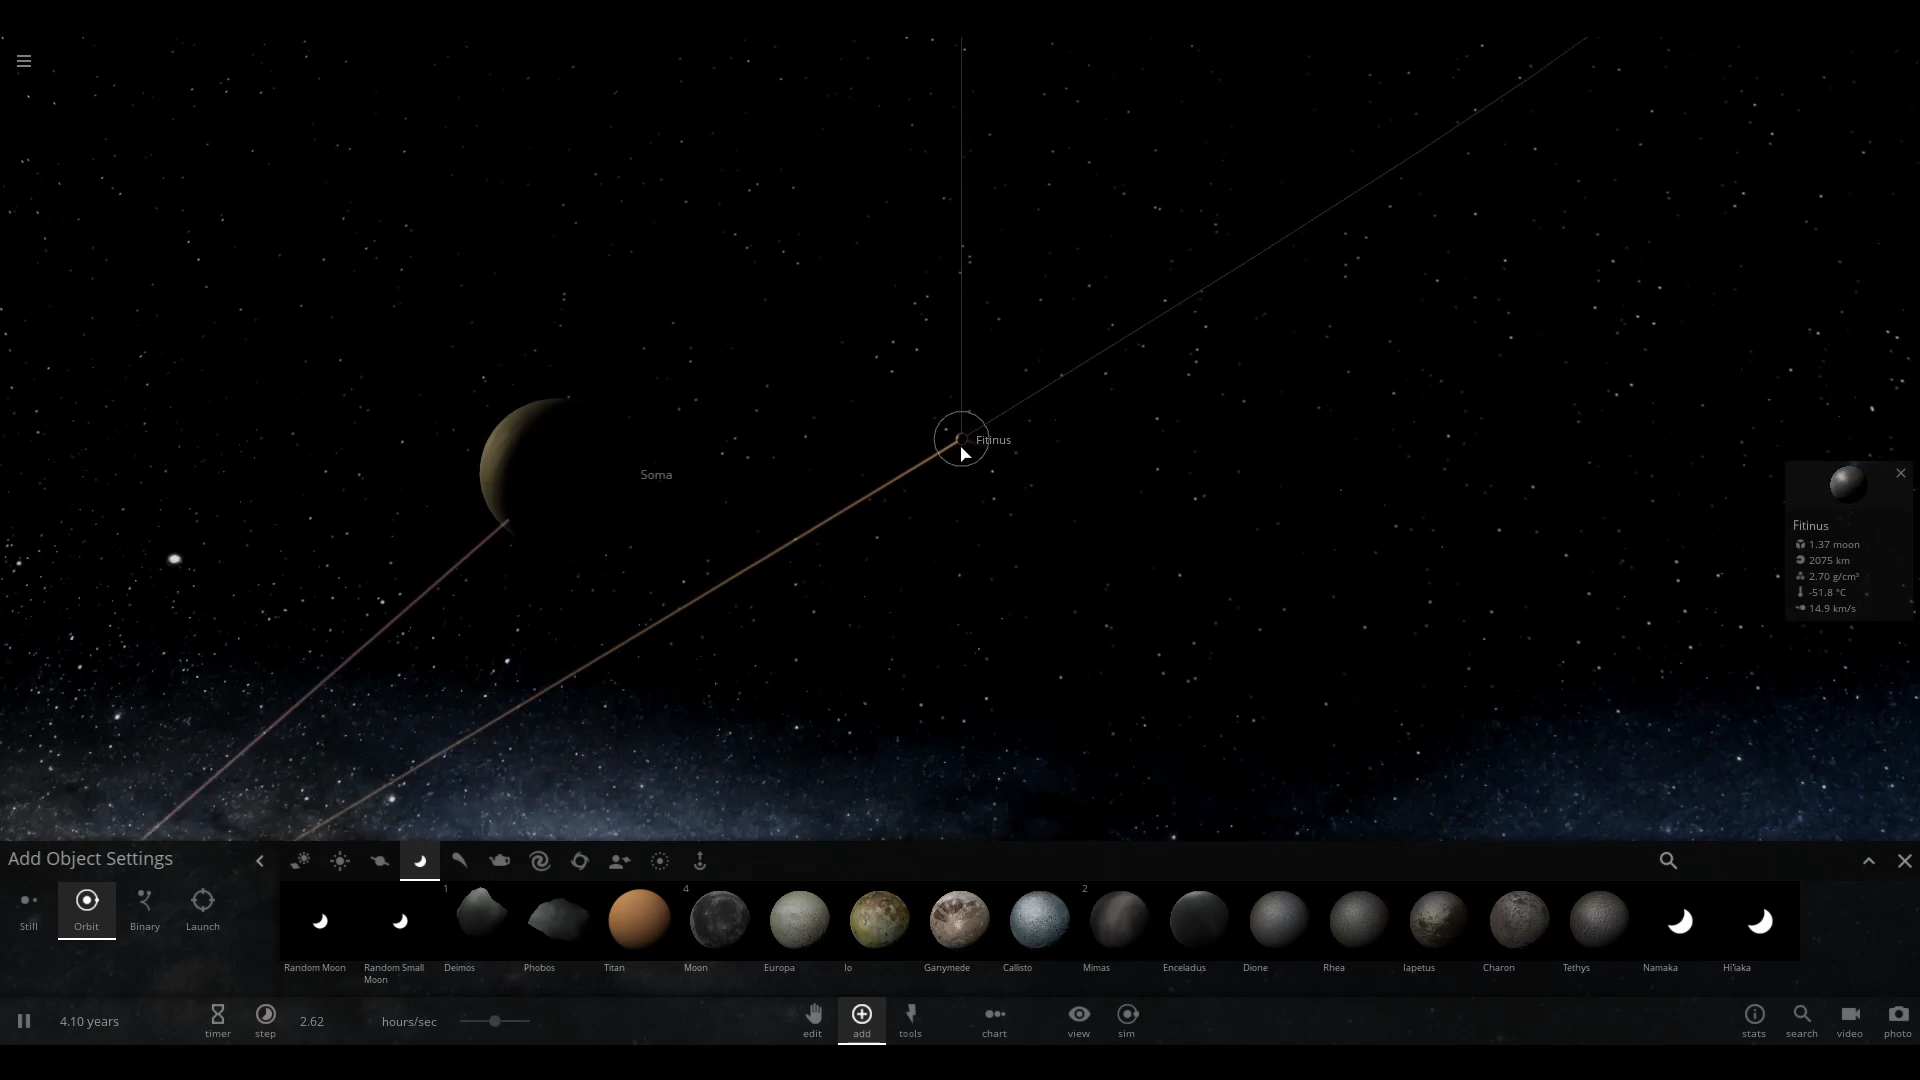 Fitinus
Soma
Fitinus
1.37 moon
2075 km
2.70 g/cm³
-51.8 °C
14.9 km/s
Add Object Settings
Still
Orbit
Binary
Launch
1
4
2
Random Moon
Random Small
Moon
Deimos
Phobos
Titan
Moon
Europa
Io
Ganymede
Callisto
Mimas
Enceladus
Dione
Rhea
Iapetus
Charon
Tethys
Namaka
Hi'iaka
4.10 years
timer
step
2.62
hours/sec
edit
add
tools
chart
view
sim
stats
search
video
photo